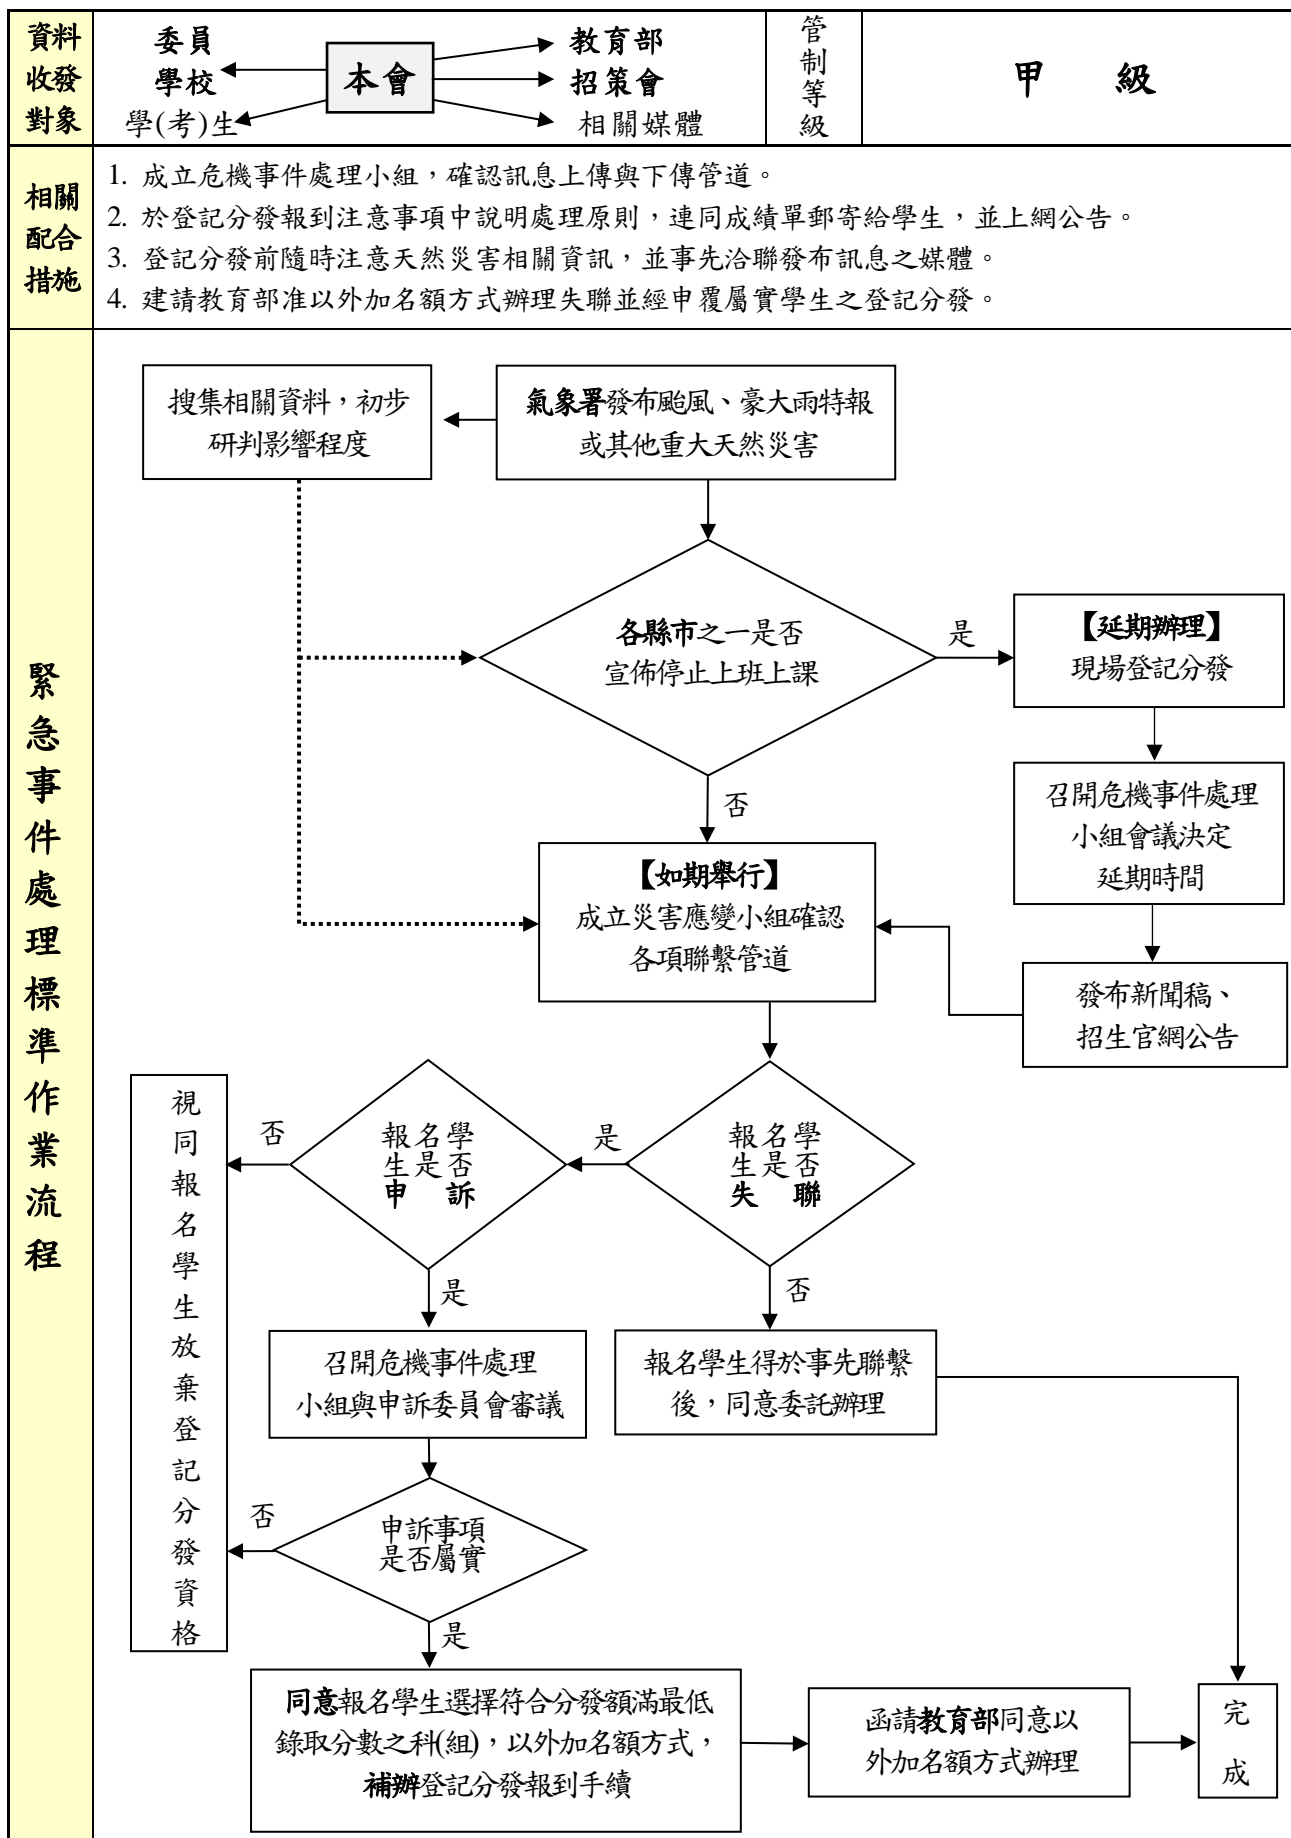 資料
收發
對象
委員
學校
學(考)生
本會
教育部
招策會
相關媒體
管
制
等
級
甲 級
相關
配合
措施
1. 成立危機事件處理小組，確認訊息上傳與下傳管道。
2. 於登記分發報到注意事項中說明處理原則，連同成績單郵寄給學生，並上網公告。
3. 登記分發前隨時注意天然災害相關資訊，並事先洽聯發布訊息之媒體。
4. 建請教育部准以外加名額方式辦理失聯並經申覆屬實學生之登記分發。
緊
急
事
件
處
理
標
準
作
業
流
程
搜集相關資料，初步
研判影響程度
氣象署發布颱風、豪大雨特報
或其他重大天然災害
各縣市之一是否
宣佈停止上班上課
是
【延期辦理】
現場登記分發
否
召開危機事件處理
小組會議決定
延期時間
【如期舉行】
成立災害應變小組確認
各項聯繫管道
發布新聞稿、
招生官網公告
視
同
報
名
學
生
放
棄
登
記
分
發
資
格
否
報名學
生是否
申 訴
是
報名學
生是否
失 聯
是
否
召開危機事件處理
小組與申訴委員會審議
報名學生得於事先聯繫
後，同意委託辦理
否
申訴事項
是否屬實
是
同意報名學生選擇符合分發額滿最低
錄取分數之科(組)，以外加名額方式，
補辦登記分發報到手續
函請教育部同意以
外加名額方式辦理
完
成